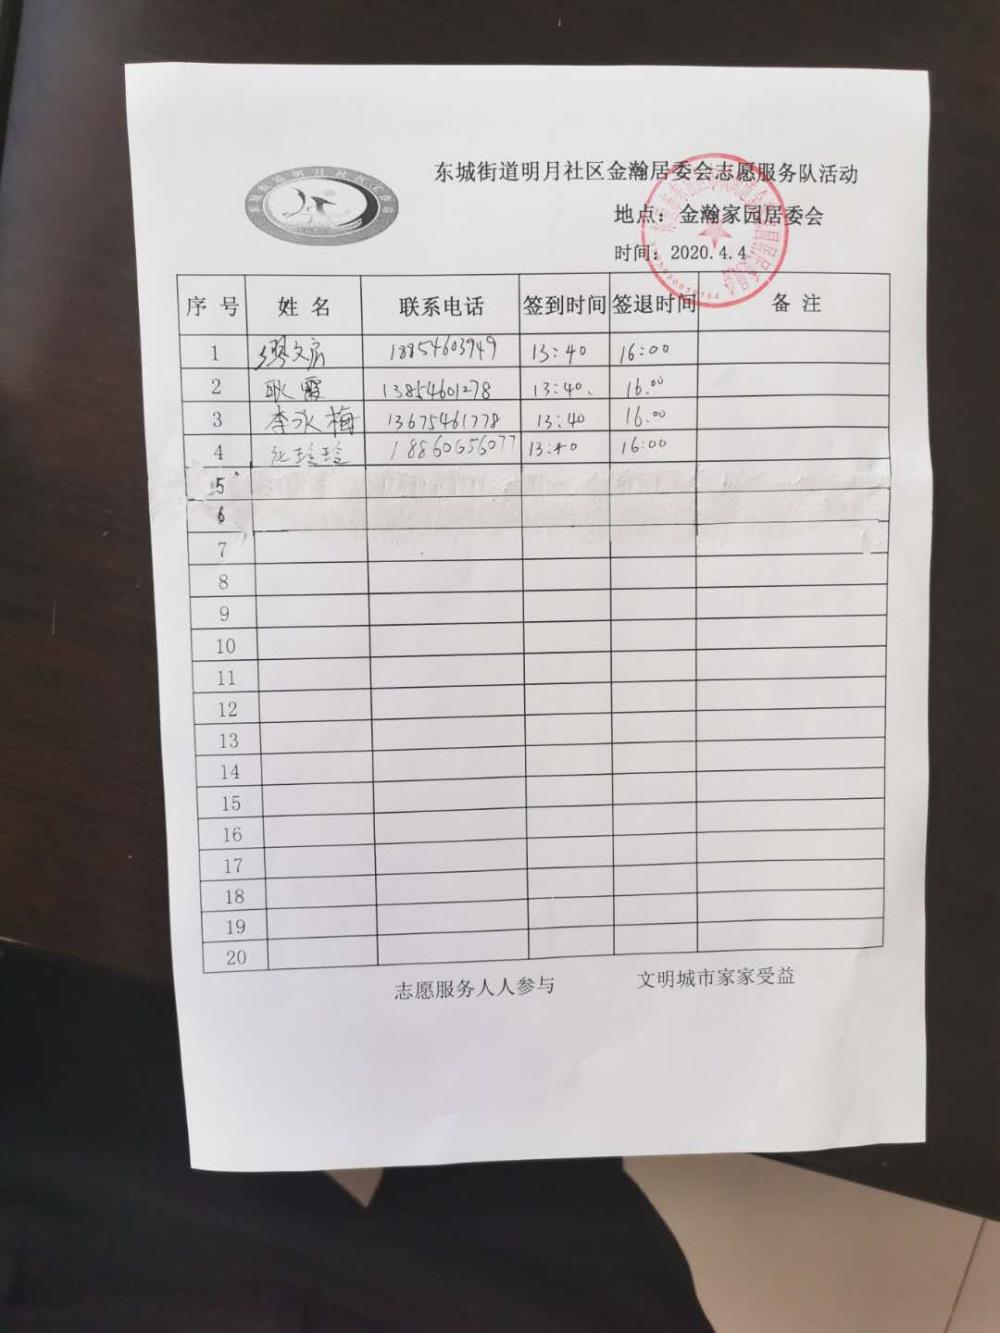 东城街道明月社区金瀚居委会志愿服务队活动
地点：金瀚家园居委会
时间：2020.4.4
序号 姓名 联系电话 签到时间 签退时间 备注
1 缪文房 18854603949 13:40 16:00
2 耿霞 13854601278 13:40. 16.00
3 李永梅 13675461778 13:40 16.00
4 玲玲 18860656077 13:40 16:00
5
6
7
8
9
10
11
12
13
14
15
16
17
18
19
20
志愿服务人人参与 文明城市家家受益